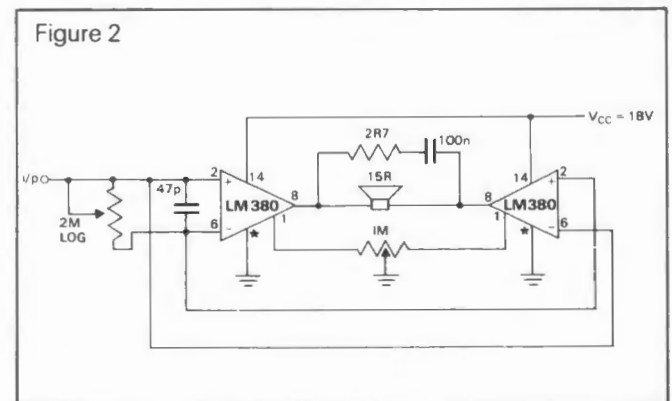 Figure 2
VCC = 18V
2R7
100n
i/p
2
14
14
2
15R
47p
+
8
8
+
LM380
LM380
2M
LOG
6
−
1
1
−
6
★
1M
★